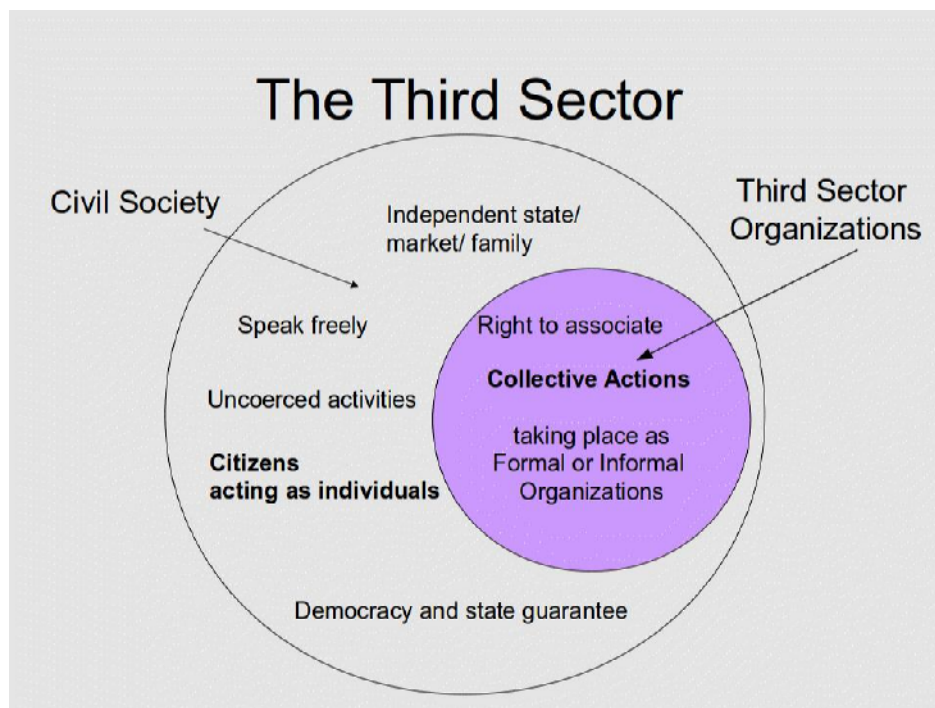 The Third Sector
Civil Society
Third Sector
Organizations
Independent state/
market/ family
Speak freely
Right to associate
Collective Actions
Uncoerced activities
taking place as
Formal or Informal
Organizations
Citizens
acting as individuals
Democracy and state guarantee